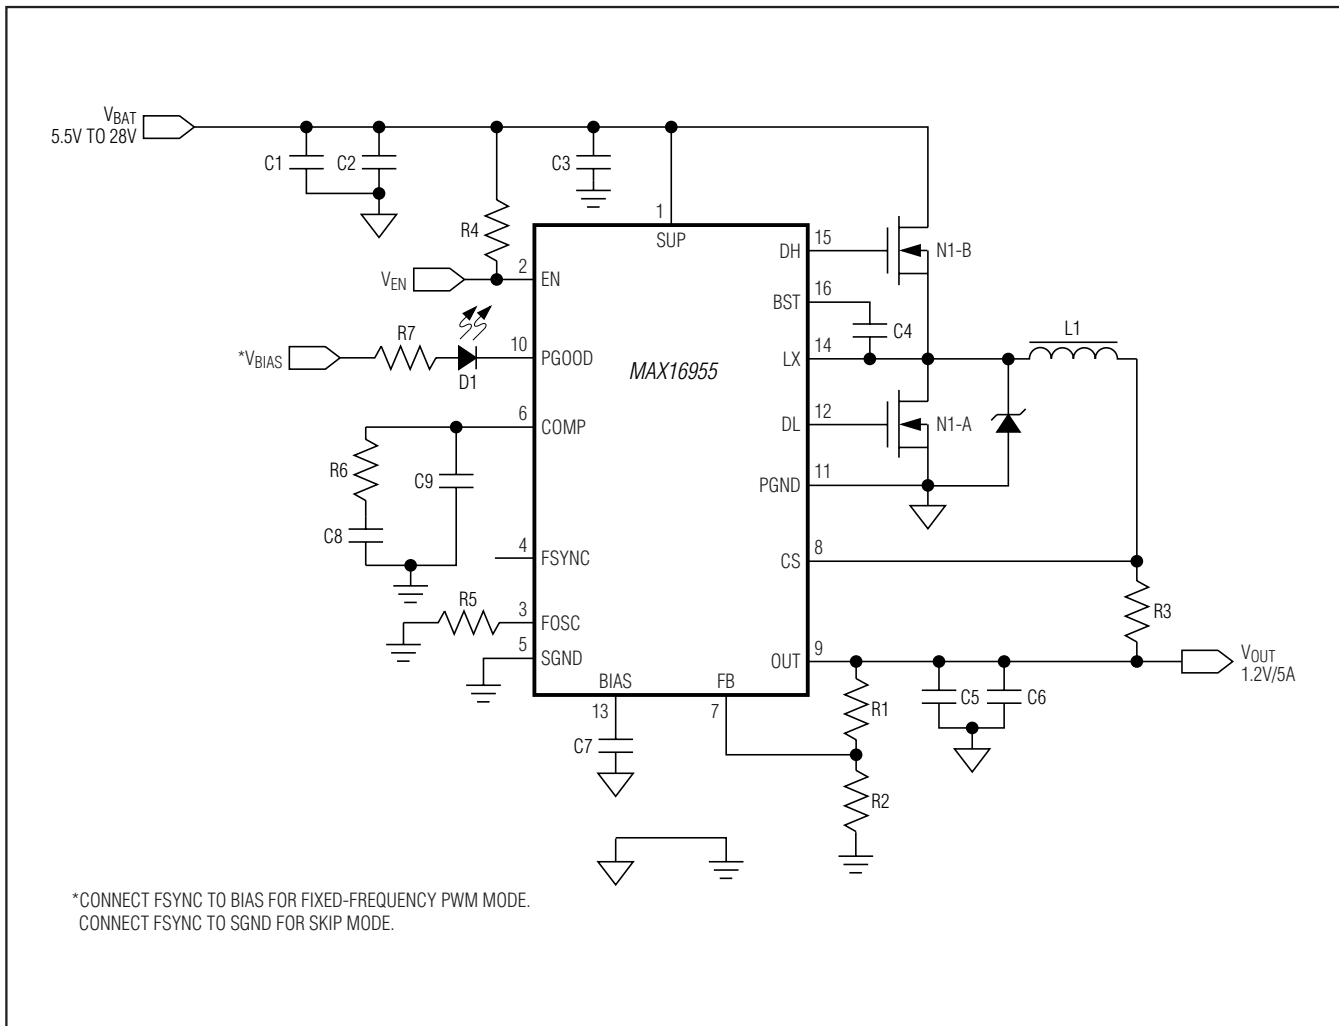 VBAT
5.5V TO 28V
C1
C2
C3
R4
1
SUP
DH
15
N1-B
2
EN
VEN
BST
16
C4
L1
R7
*VBIAS
10
PGOOD
D1
MAX16955
LX
14
6
COMP
DL
12
N1-A
R6
C9
PGND
11
C8
4
FSYNC
CS
8
R5
3
FOSC
R3
5
SGND
OUT
9
VOUT
1.2V/5A
BIAS
FB
13
7
C7
R1
C5
C6
R2
*CONNECT FSYNC TO BIAS FOR FIXED-FREQUENCY PWM MODE.
CONNECT FSYNC TO SGND FOR SKIP MODE.